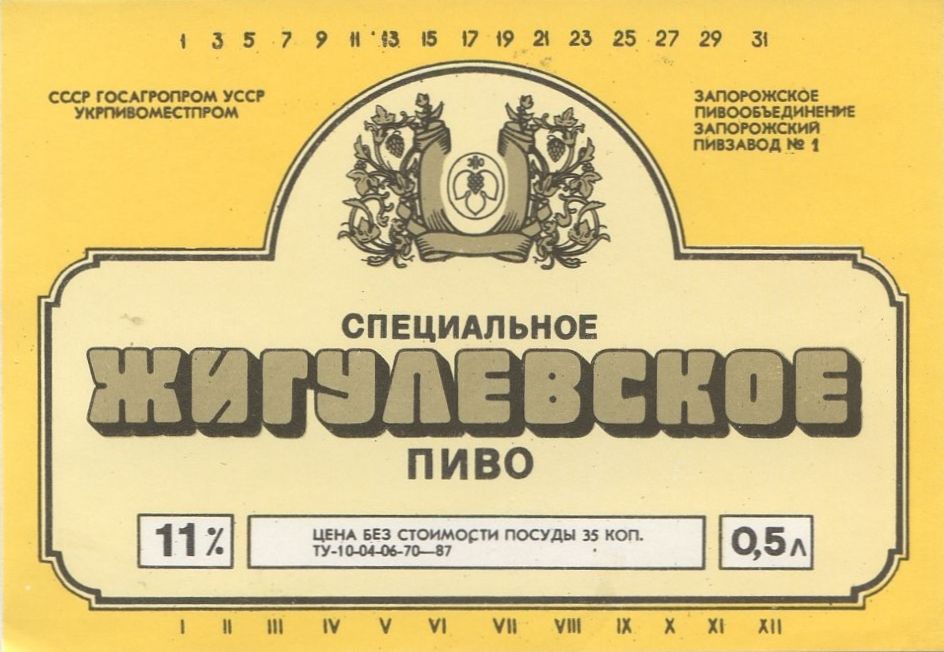 1 3 5 7 9 11 13 15 17 19 21 23 25 27 29 31
СССР ГОСАГРОПРОМ УССР
УКРПИВОМЕСТПРОМ
ЗАПОРОЖСКОЕ
ПИВООБЪЕДИНЕНИЕ
ЗАПОРОЖСКИЙ
ПИВЗАВОД № 1
СПЕЦИАЛЬНОЕ
ЖИГУЛЕВСКОЕ
ПИВО
11%
ЦЕНА БЕЗ СТОИМОСТИ ПОСУДЫ 35 КОП.
ТУ-10-04-06-70—87
0,5л
I II III IV V VI VII VIII IX X XI XII